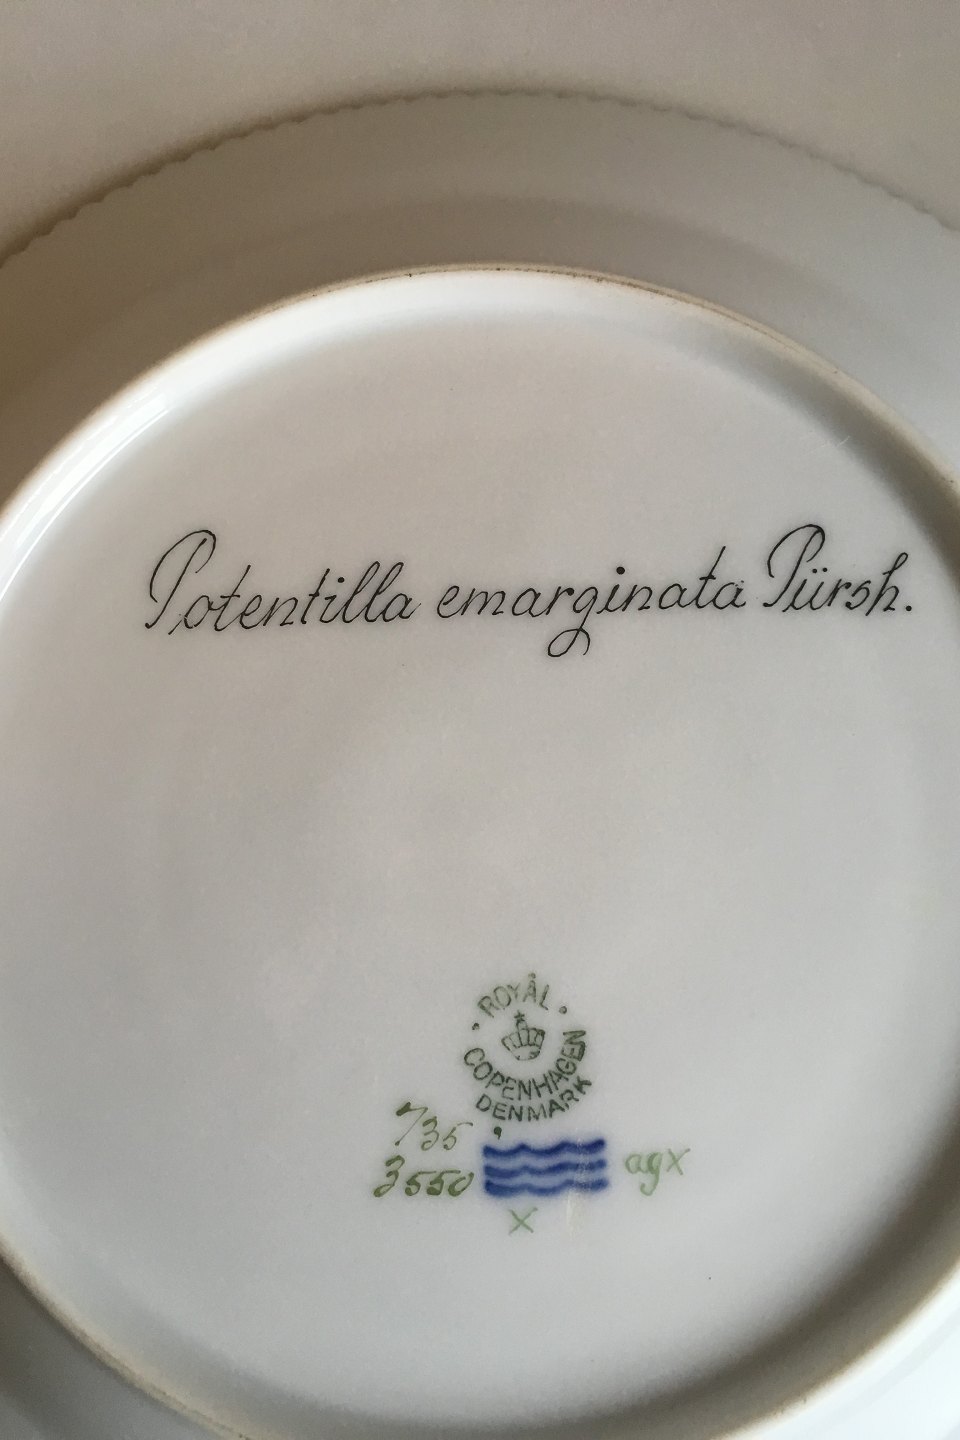 Potentilla emarginata Pürsh.
ROYAL
COPENHAGEN
DENMARK
735
3550
agx
x